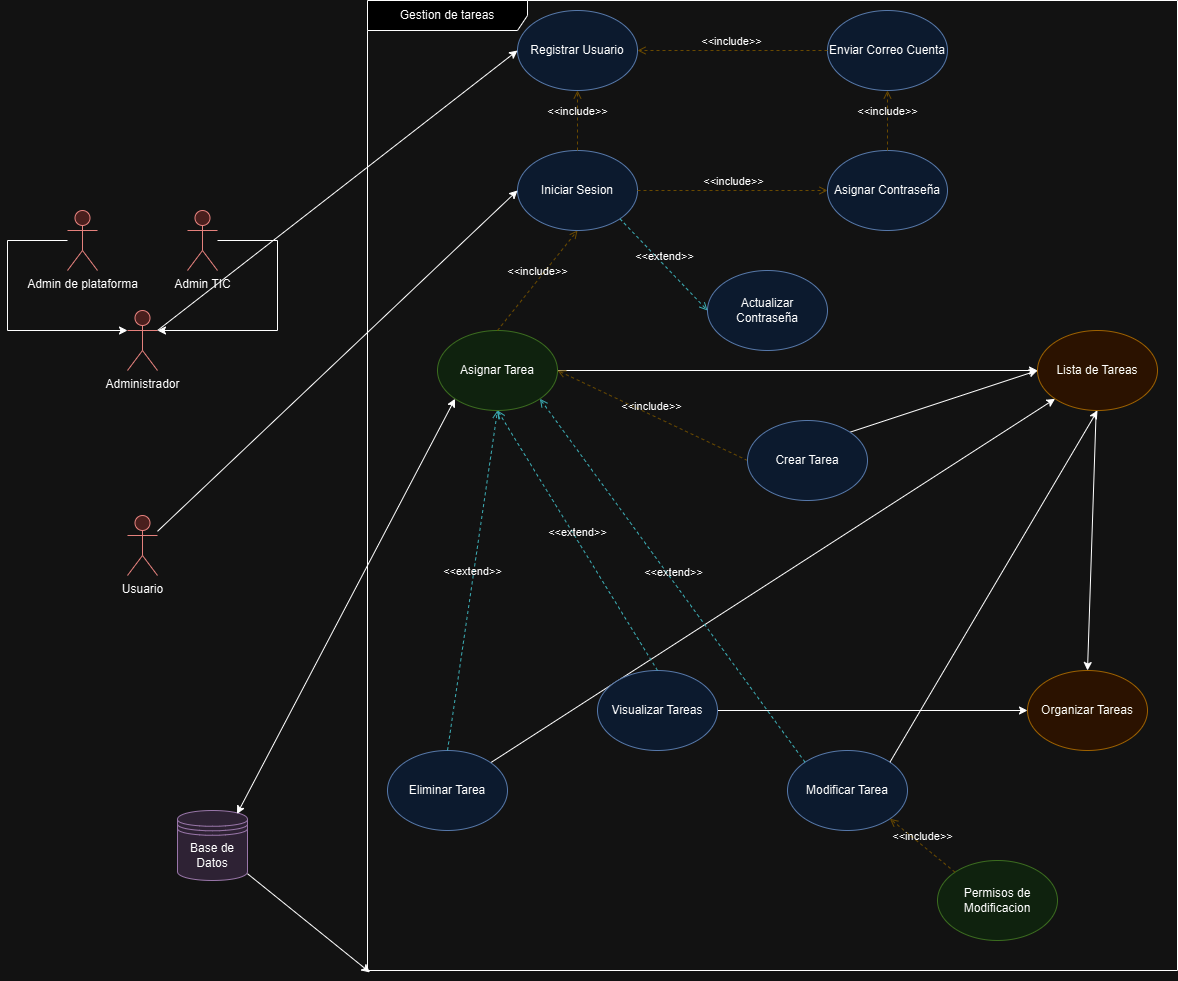 Gestion de tareas
Registrar Usuario
<<include>>
Enviar Correo Cuenta
<<include>>
<<include>>
Iniciar Sesion
<<include>>
Asignar Contraseña
Admin de plataforma
Admin TIC
<<extend>>
<<include>>
Actualizar
Contraseña
Administrador
Asignar Tarea
Lista de Tareas
<<include>>
Crear Tarea
<<extend>>
<<extend>>
<<extend>>
Usuario
Visualizar Tareas
Organizar Tareas
Eliminar Tarea
Modificar Tarea
<<include>>
Base de
Datos
Permisos de
Modificacion